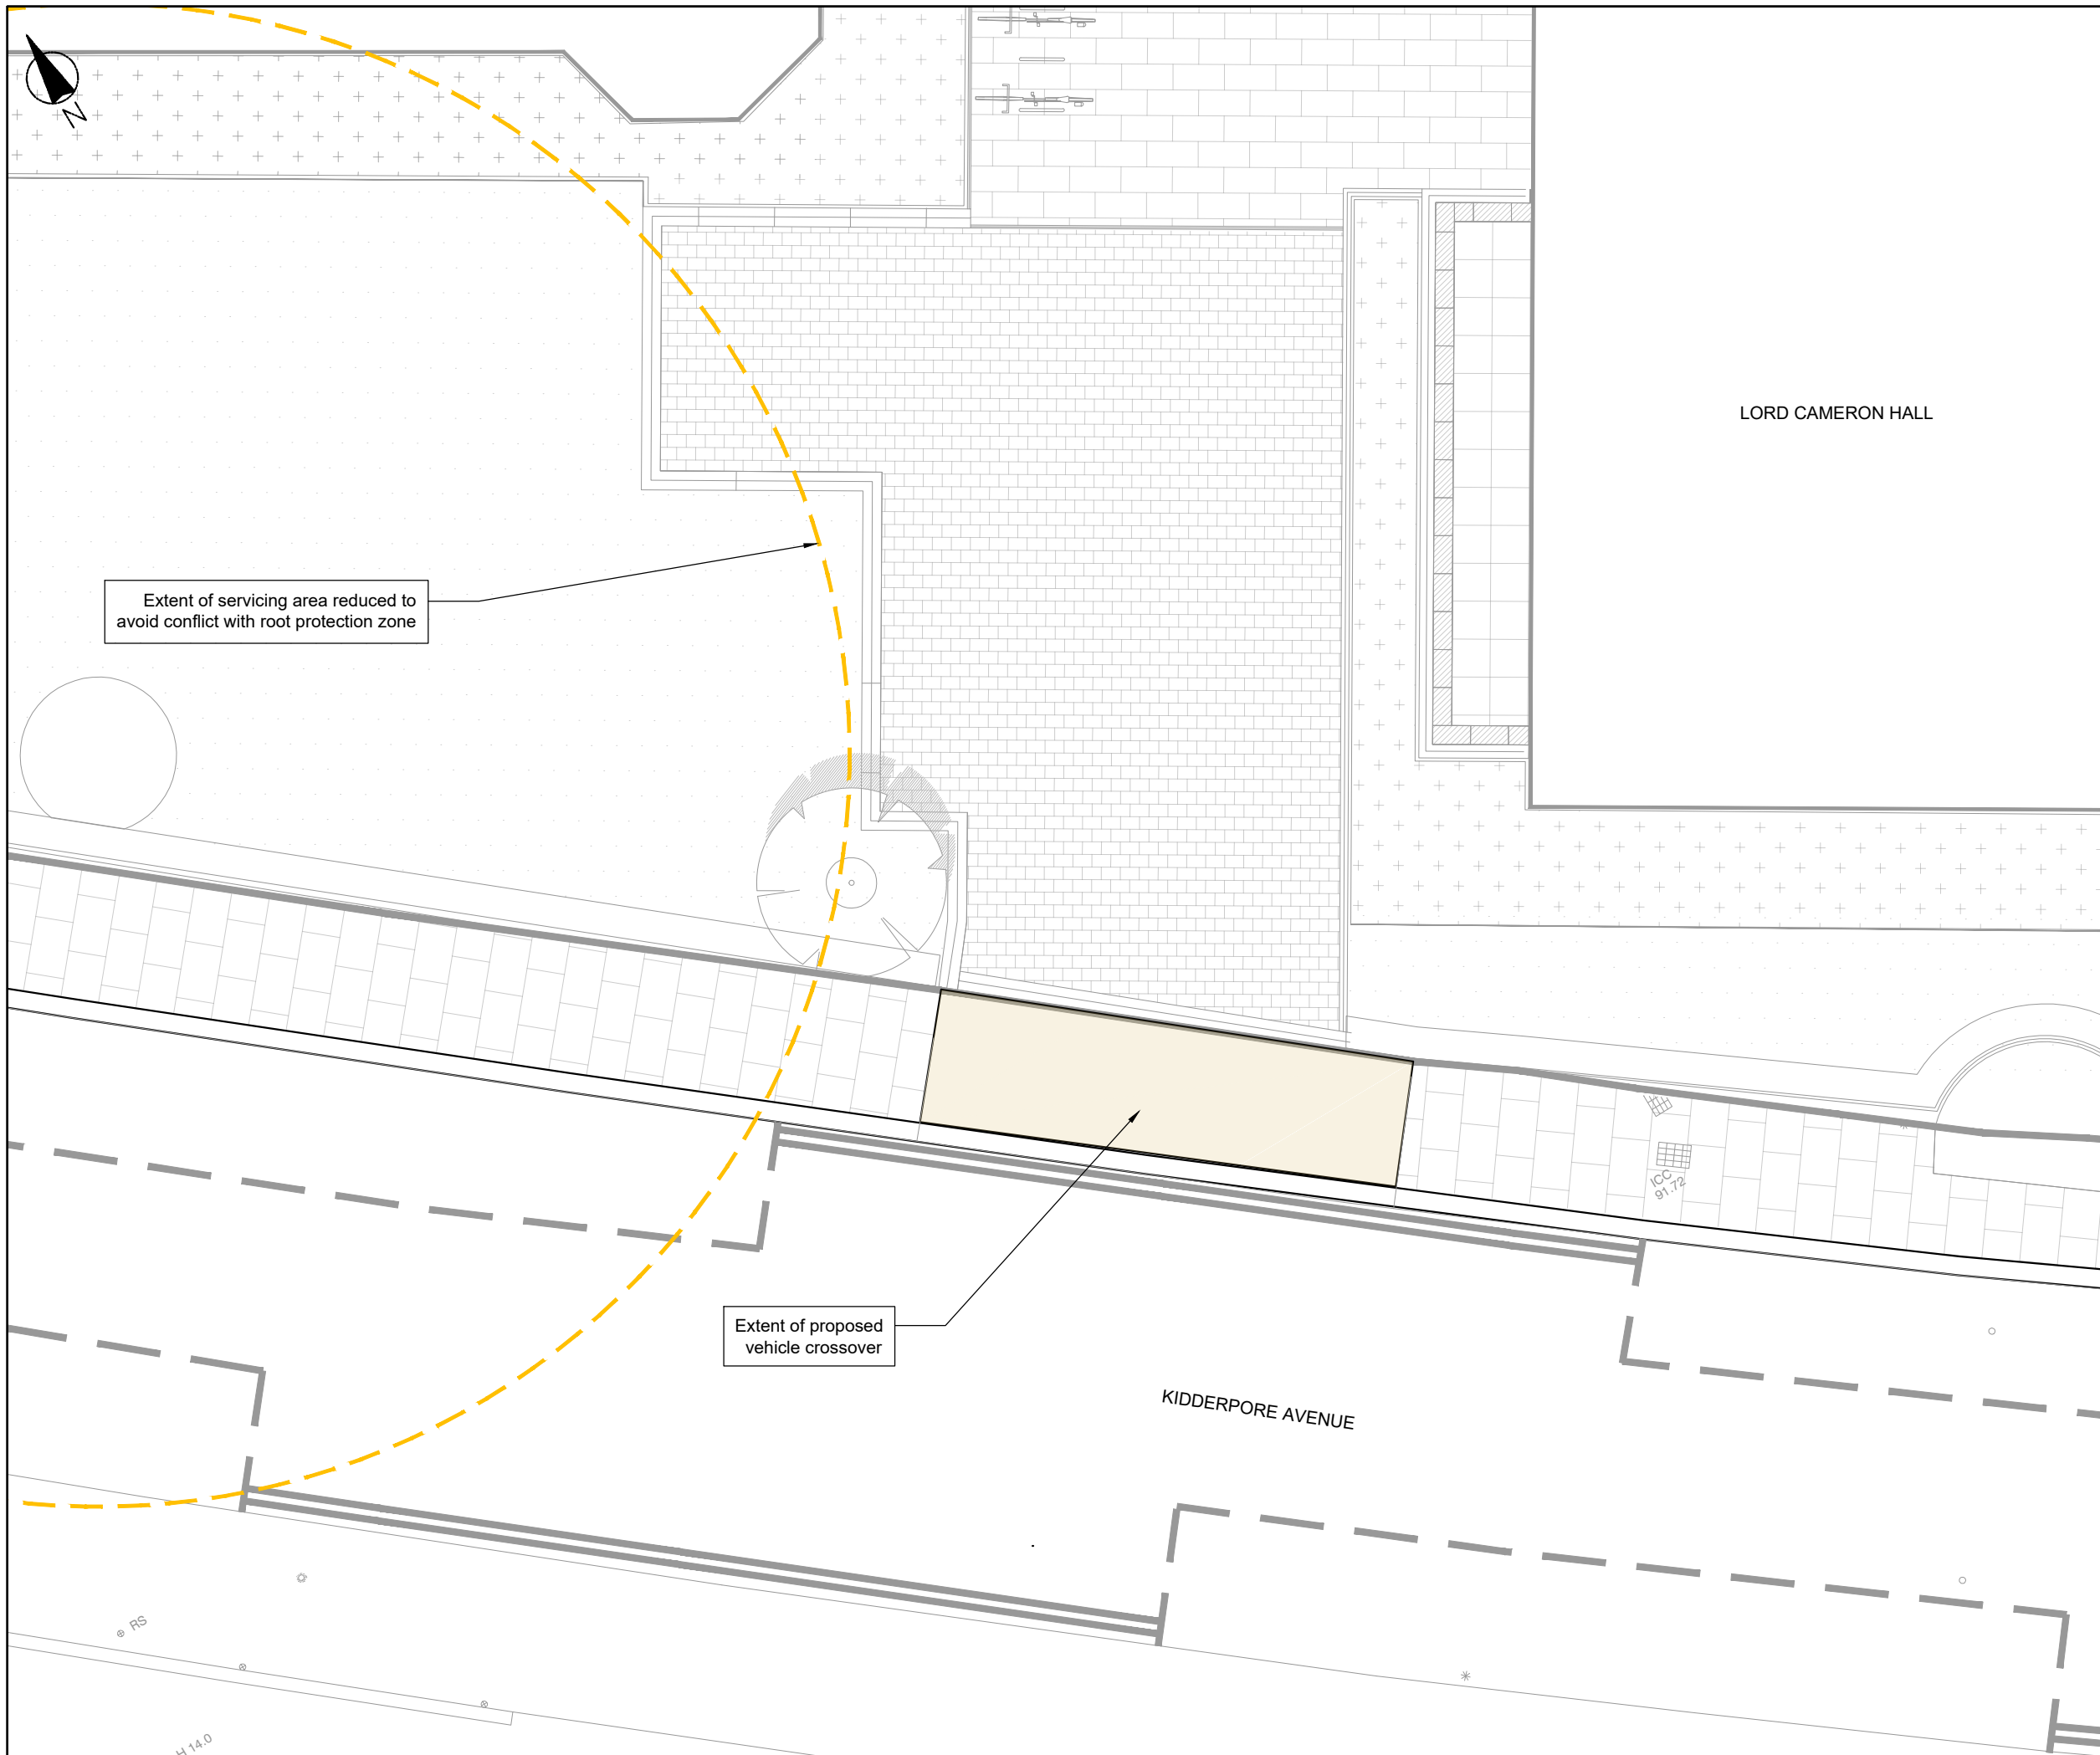 N
LORD CAMERON HALL
Extent of servicing area reduced to
avoid conflict with root protection zone
ICC
91.72
Extent of proposed
vehicle crossover
KIDDERPORE AVENUE
RS
H 14.0